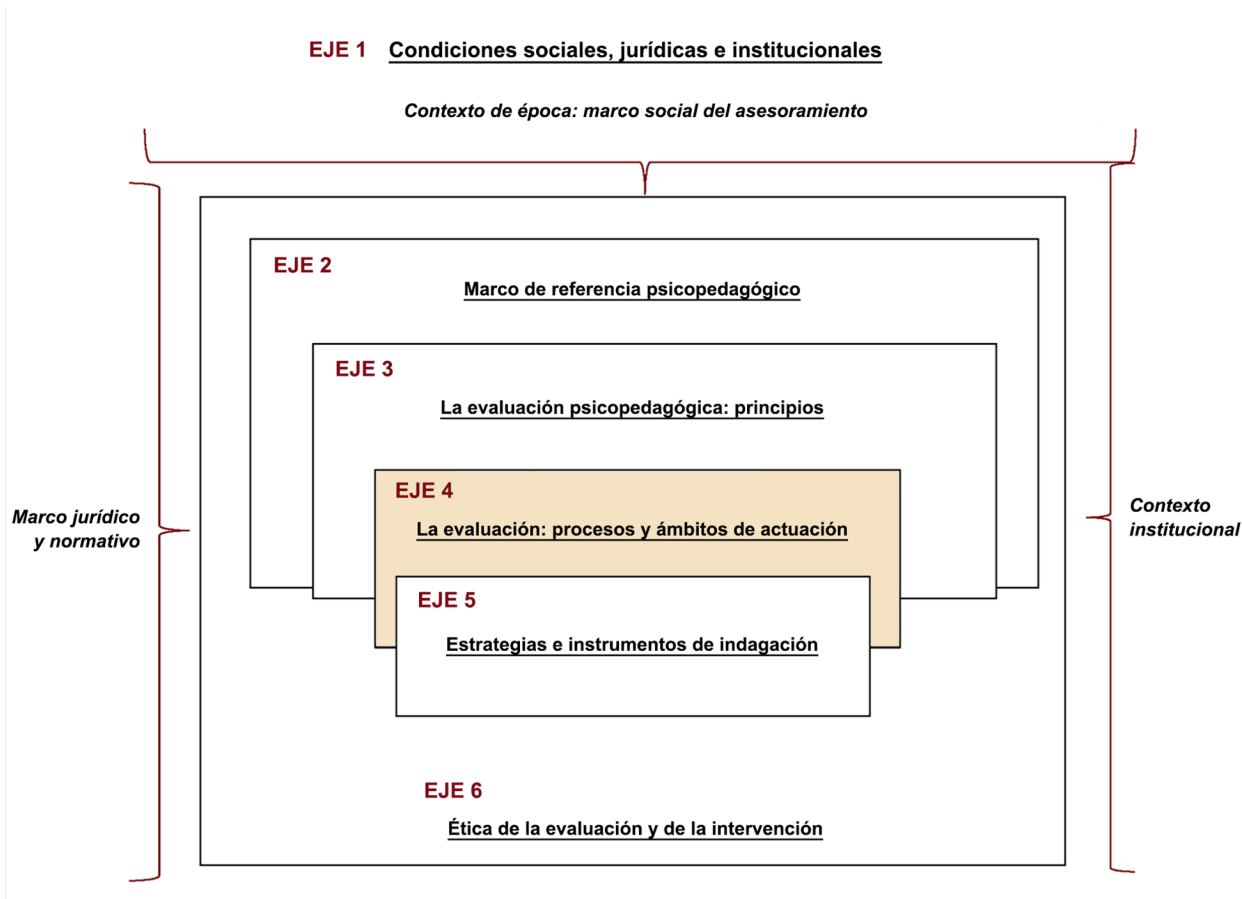 EJE 1 Condiciones sociales, jurídicas e institucionales
Contexto de época: marco social del asesoramiento
EJE 2
Marco de referencia psicopedagógico
EJE 3
La evaluación psicopedagógica: principios
EJE 4
La evaluación: procesos y ámbitos de actuación
Marco jurídico
y normativo
Contexto
institucional
EJE 5
Estrategias e instrumentos de indagación
EJE 6
Ética de la evaluación y de la intervención